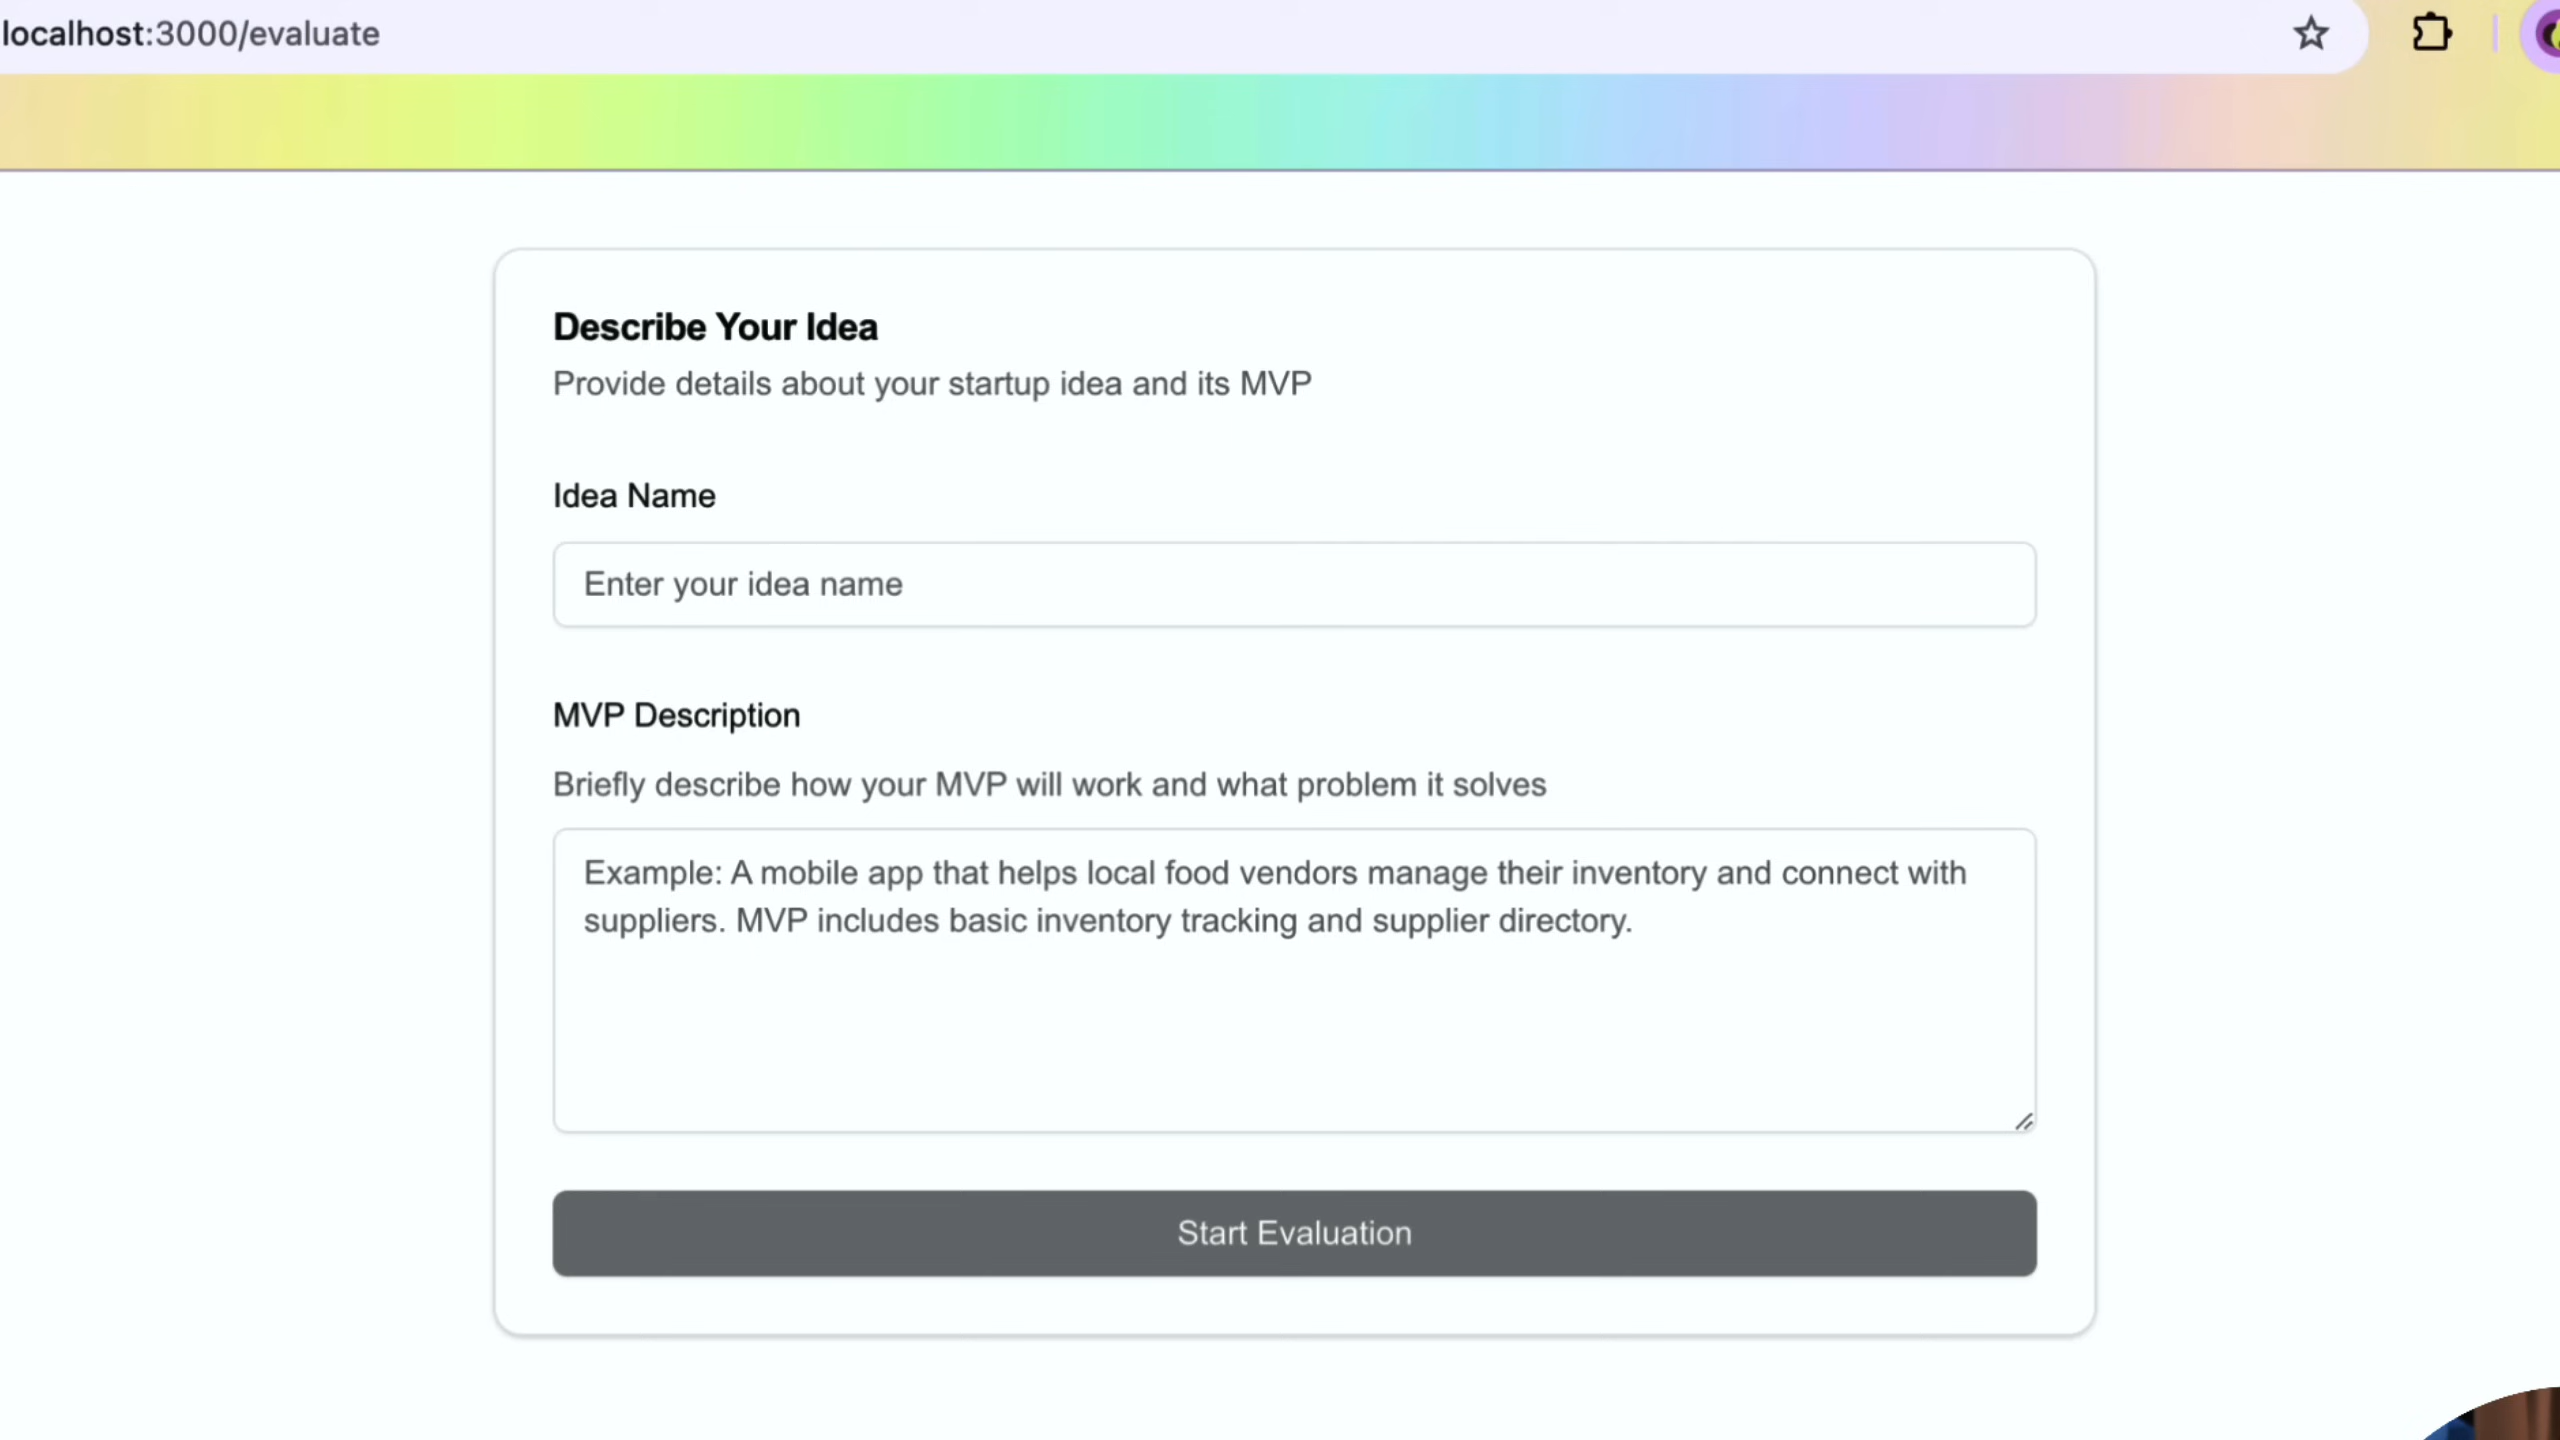 localhost:3000/evaluate
Describe Your Idea
Provide details about your startup idea and its MVP
Idea Name
Enter your idea name
MVP Description
Briefly describe how your MVP will work and what problem it solves
Example: A mobile app that helps local food vendors manage their inventory and connect with
suppliers. MVP includes basic inventory tracking and supplier directory.
Start Evaluation